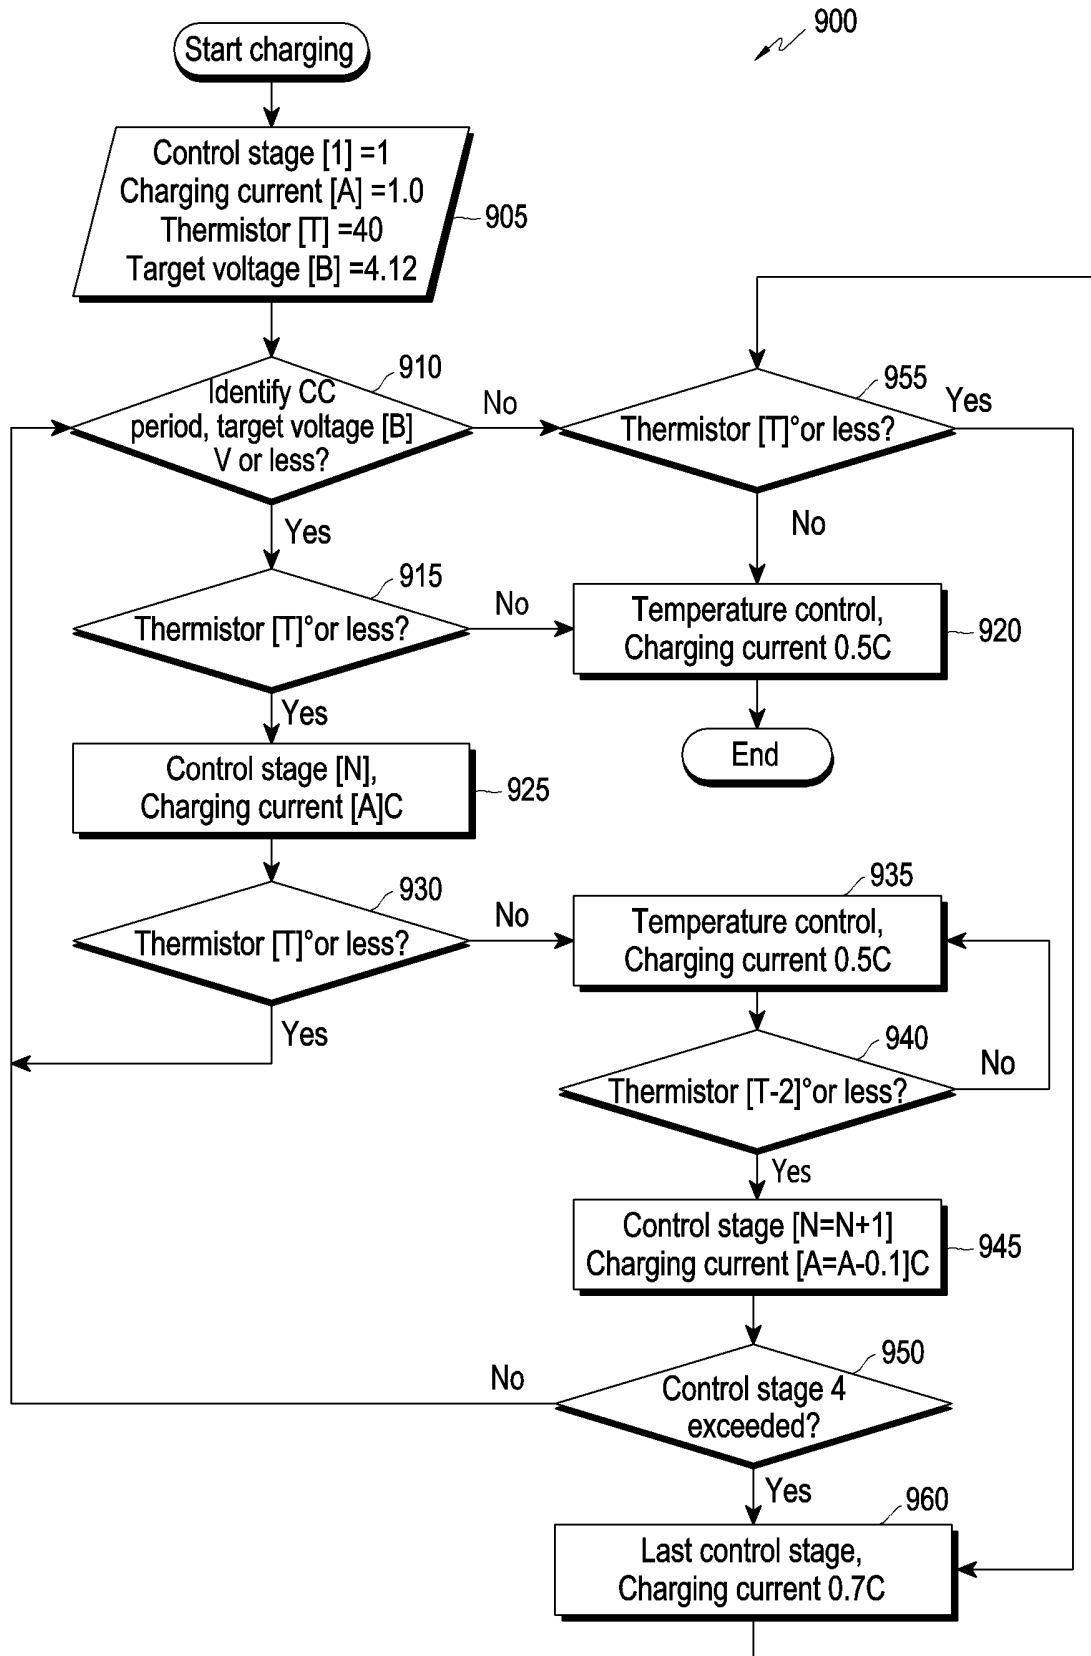 900
Start charging
Control stage [1] =1
Charging current [A] =1.0
Thermistor [T] =40
Target voltage [B] =4.12
905
Identify CC
period, target voltage [B]
V or less?
910
No
Yes
Thermistor [T]°or less?
955
Yes
No
Thermistor [T]°or less?
915
No
Yes
Temperature control,
Charging current 0.5C
920
End
Control stage [N],
Charging current [A]C
925
Thermistor [T]°or less?
930
No
Yes
Temperature control,
Charging current 0.5C
935
Thermistor [T-2]°or less?
940
No
Yes
Control stage [N=N+1]
Charging current [A=A-0.1]C
945
Control stage 4
exceeded?
950
No
Yes
Last control stage,
Charging current 0.7C
960